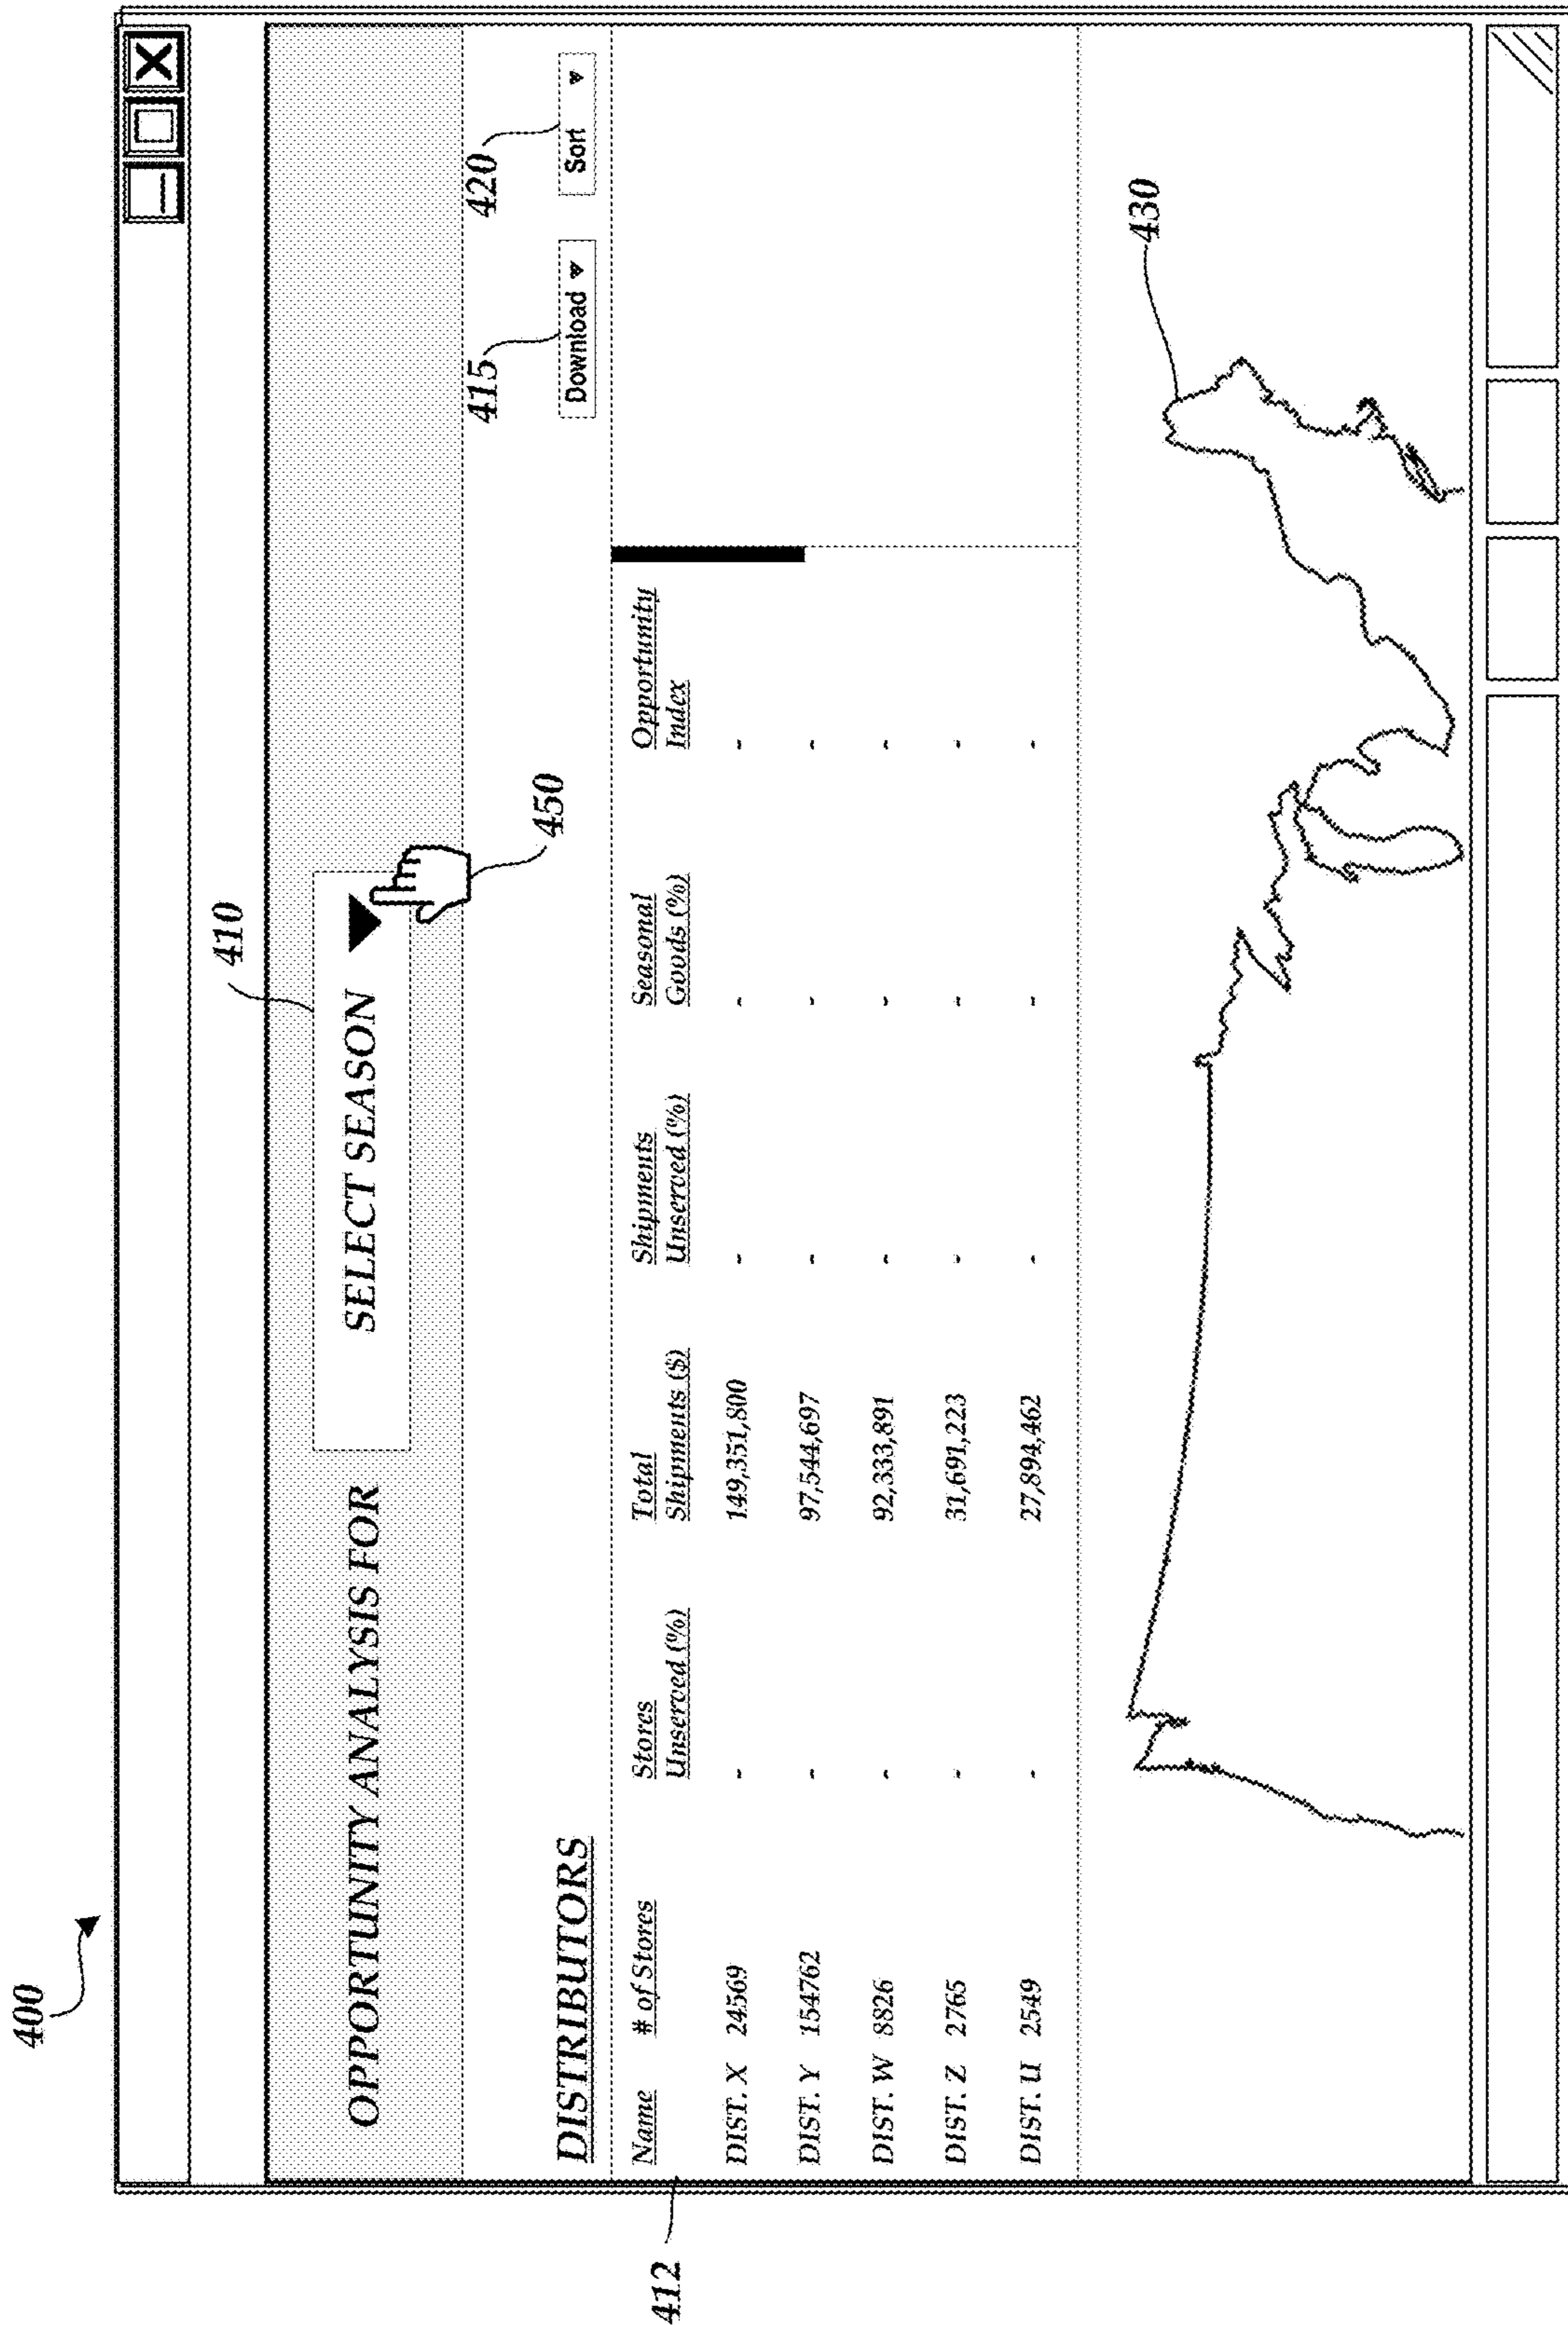 400
410
OPPORTUNITY ANALYSIS FOR SELECT SEASON
450
415 420
DISTRIBUTORS Download Sort
412
Name # of Stores Stores Unserved (%) Total Shipments ($) Shipments Unserved (%) Seasonal Goods (%) Opportunity Index
DIST. X 24569 - 149,351,800 - - -
DIST. Y 154762 - 97,544,697 - - -
DIST. W 8826 - 92,333,891 - - -
DIST. Z 2765 - 31,691,223 - - -
DIST. U 2549 - 27,894,462 - - -
430